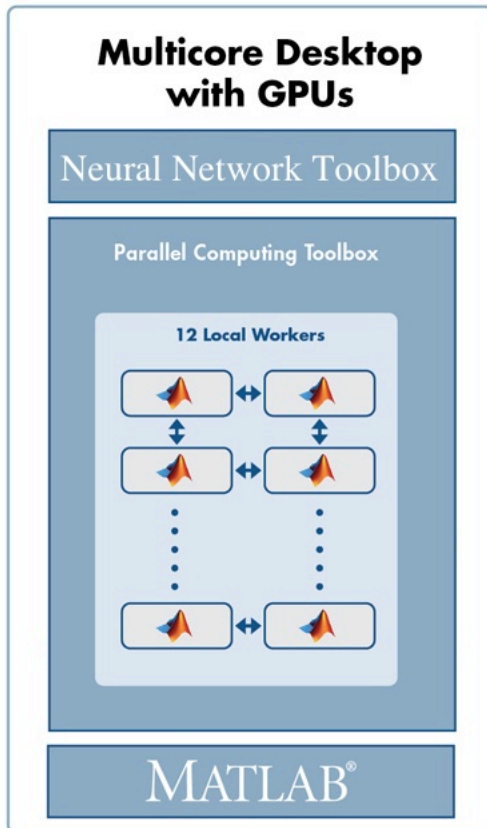 Multicore Desktop
with GPUs
Neural Network Toolbox
Parallel Computing Toolbox
12 Local Workers
MATLAB®